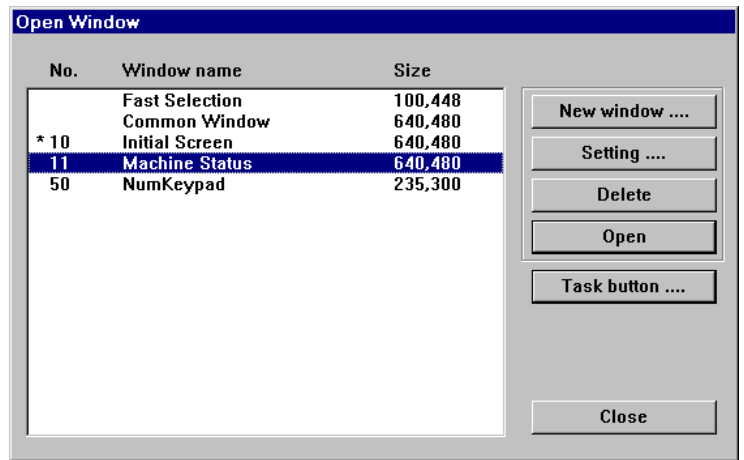 Open Window
No. Window name Size
Fast Selection 100,448
Common Window 640,480
* 10 Initial Screen 640,480
11 Machine Status 640,480
50 NumKeypad 235,300
New window ....
Setting ....
Delete
Open
Task button ....
Close